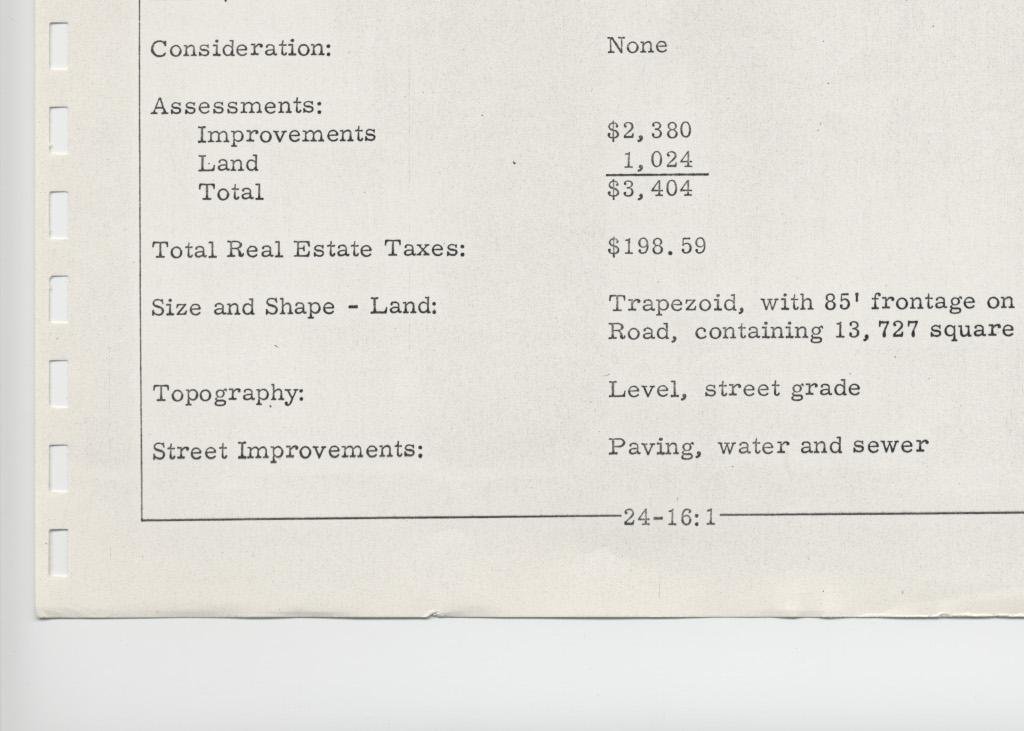 Consideration: None
Assessments:
Improvements $2,380
Land 1,024
Total $3,404
Total Real Estate Taxes: $198.59
Size and Shape - Land: Trapezoid, with 85' frontage on
Road, containing 13,727 square
Topography: Level, street grade
Street Improvements: Paving, water and sewer
24-16:1